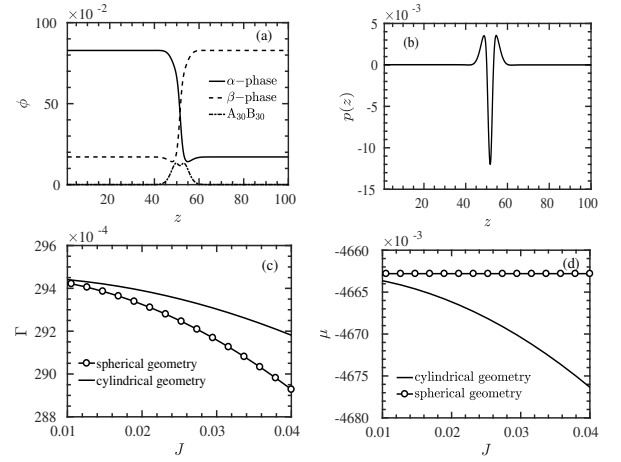 ×10 -2
100
50
0
ϕ
(a)
α−phase
β−phase
A30B30
0 20 40 60 80 100
z
×10 -3
5
0
-5
-10
-15
p(z)
(b)
20 40 60 80 100
z
×10 -4
296
294
292
290
288
Γ
(c)
spherical geometry
cylindrical geometry
0.01 0.02 0.03 0.04
J
×10 -3
-4660
-4665
-4670
-4675
-4680
μ
(d)
cylindrical geometry
spherical geometry
0.01 0.02 0.03 0.04
J